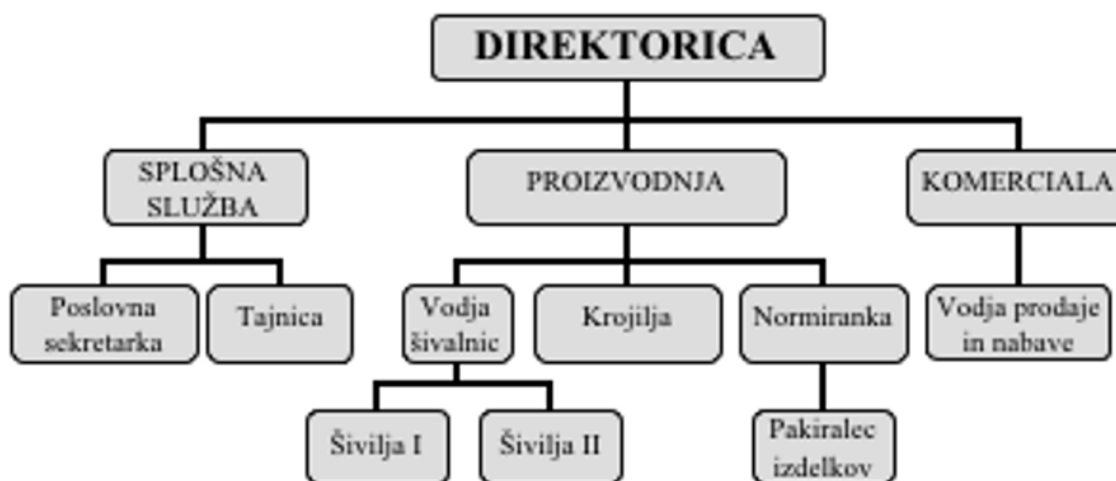 DIREKTORICA
SPLOŠNA
SLUŽBA
PROIZVODNJA
KOMERCIALA
Poslovna
sekretarka
Tajnica
Vodja
šivalnic
Krojilja
Normiranka
Vodja prodaje
in nabave
Šivilja I
Šivilja II
Pakiralec
izdelkov